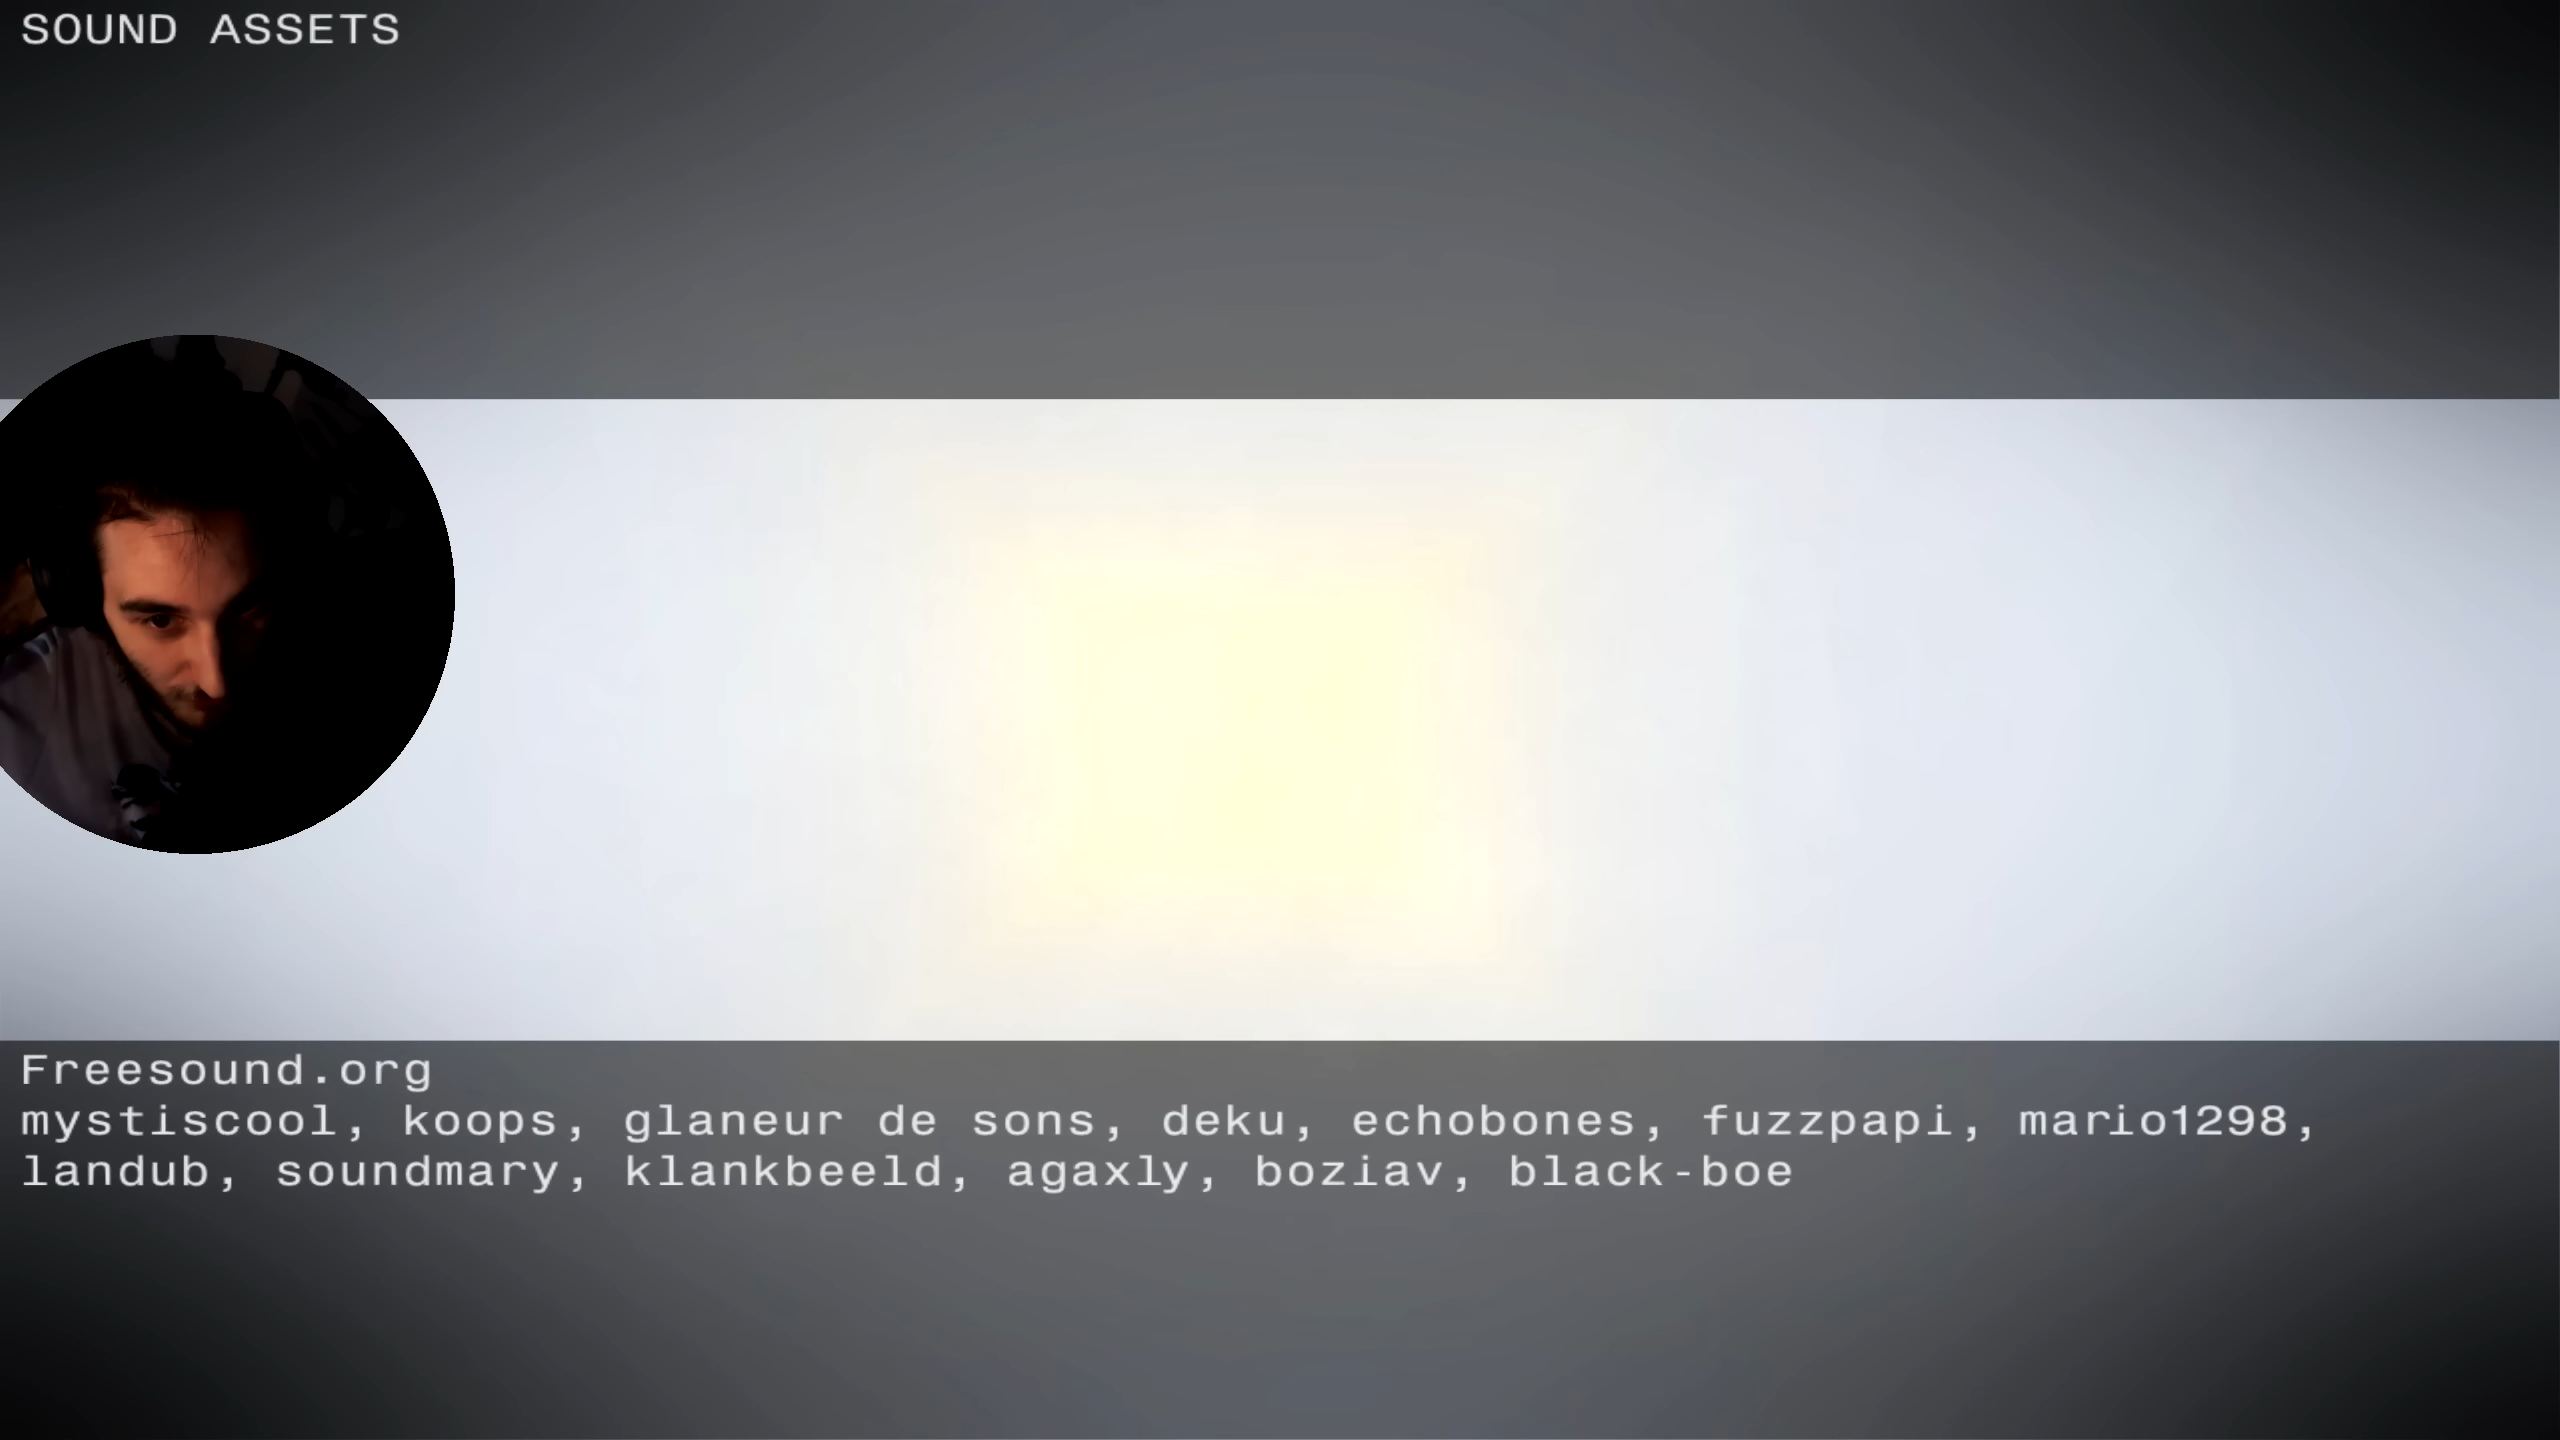 SOUND ASSETS
Freesound.org
mystiscool, koops, glaneur de sons, deku, echobones, fuzzpapi, mario1298,
landub, soundmary, klankbeeld, agaxly, boziav, black-boe